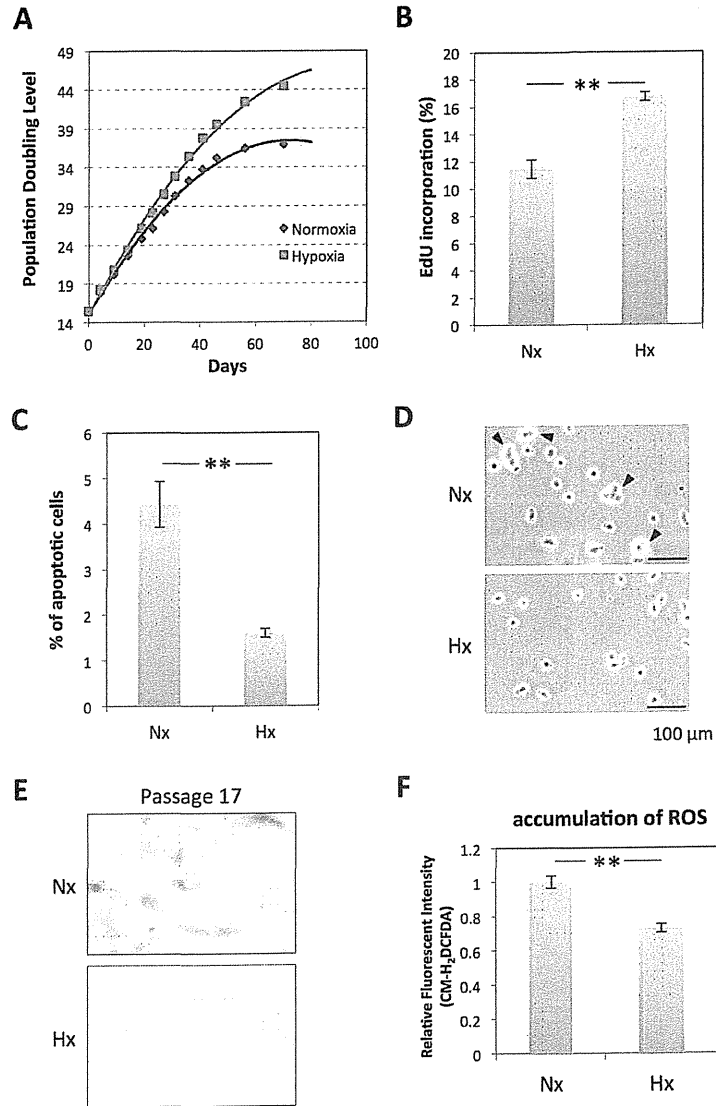 A
49
44
39
34
29
24
19
14
Population Doubling Level
Normoxia
Hypoxia
0 20 40 60 80 100
Days
B
20
18
16
14
12
10
8
6
4
2
0
EdU incorporation (%)
**
Nx Hx
C
6
5
4
3
2
1
0
% of apoptotic cells
**
Nx Hx
D
Nx
Hx
100 μm
E
Passage 17
Nx
Hx
F
accumulation of ROS
1.2
1
0.8
0.6
0.4
0.2
0
Relative Fluorescent Intensity
(CM-H₂DCFDA)
**
Nx Hx